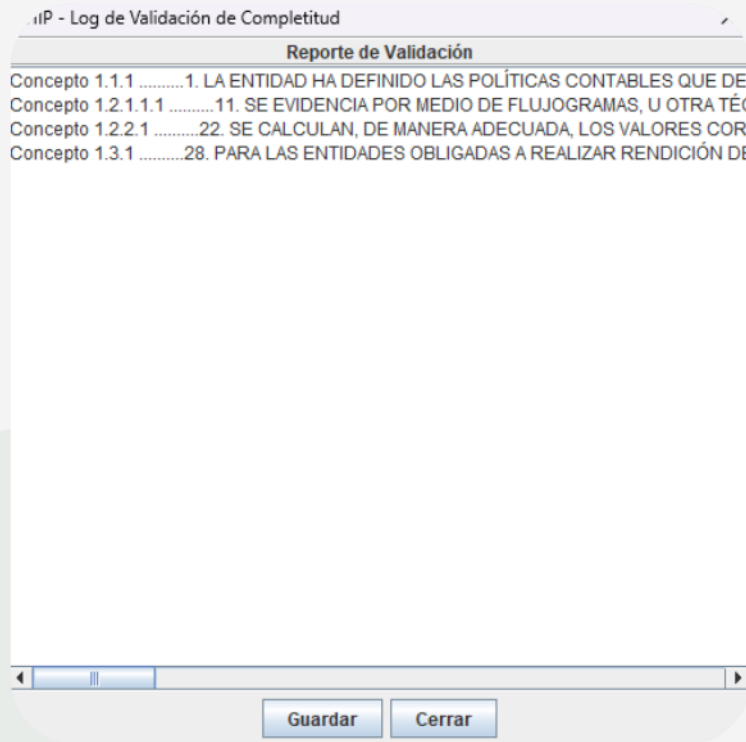 - Log de Validación de Completitud
Reporte de Validación
Concepto 1.1.1 .........1. LA ENTIDAD HA DEFINIDO LAS POLÍTICAS CONTABLES QUE DE
Concepto 1.2.1.1.1 .........11. SE EVIDENCIA POR MEDIO DE FLUJOGRAMAS, U OTRA TÉC
Concepto 1.2.2.1 .........22. SE CALCULAN, DE MANERA ADECUADA, LOS VALORES COR
Concepto 1.3.1 .........28. PARA LAS ENTIDADES OBLIGADAS A REALIZAR RENDICIÓN DE
Guardar
Cerrar